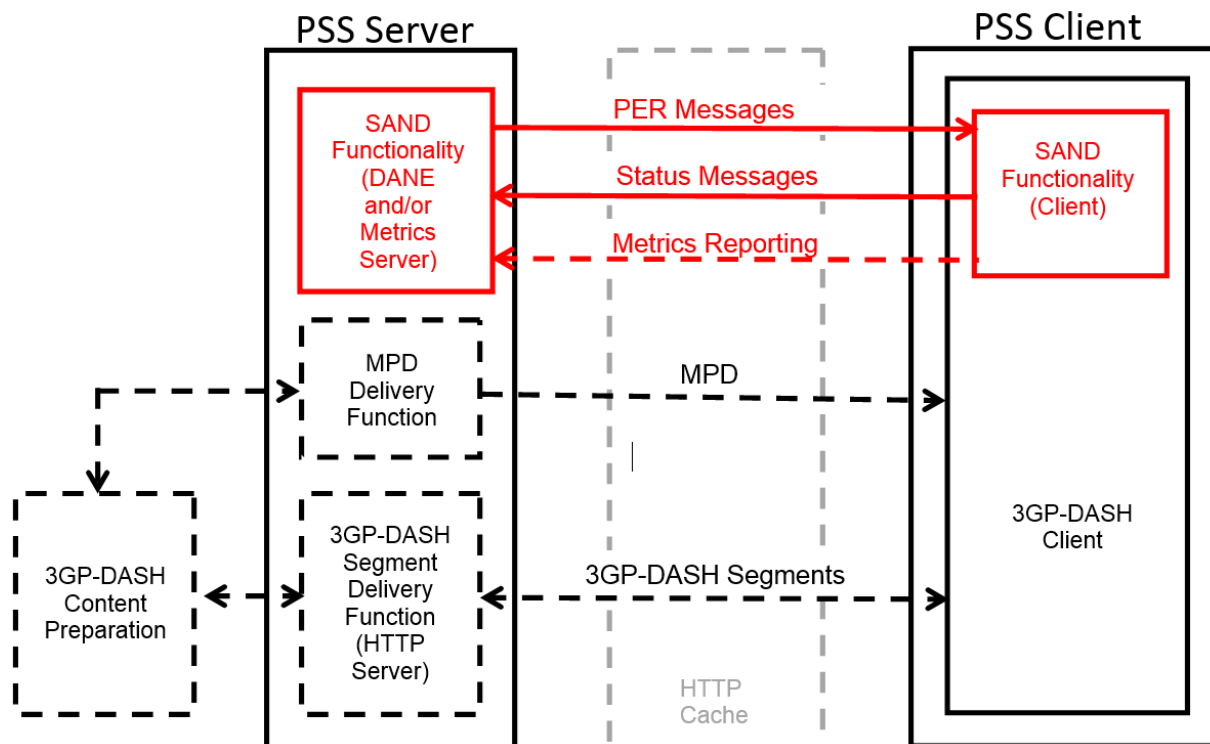 PSS Server
PSS Client
SAND
Functionality
(DANE
and/or
Metrics
Server)
PER Messages
Status Messages
Metrics Reporting
SAND
Functionality
(Client)
MPD
Delivery
Function
MPD
3GP-DASH
Content
Preparation
3GP-DASH
Segment
Delivery
Function
(HTTP
Server)
3GP-DASH Segments
3GP-DASH
Client
HTTP
Cache